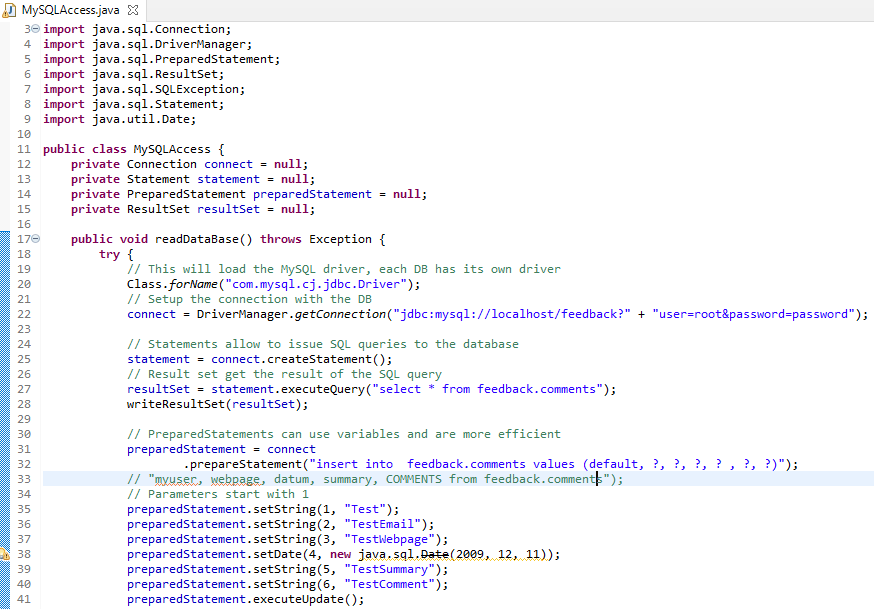 MySQLAccess.java
3 import java.sql.Connection;
4 import java.sql.DriverManager;
5 import java.sql.PreparedStatement;
6 import java.sql.ResultSet;
7 import java.sql.SQLException;
8 import java.sql.Statement;
9 import java.util.Date;
10
11 public class MySQLAccess {
12     private Connection connect = null;
13     private Statement statement = null;
14     private PreparedStatement preparedStatement = null;
15     private ResultSet resultSet = null;
16
17     public void readDataBase() throws Exception {
18         try {
19             // This will load the MySQL driver, each DB has its own driver
20             Class.forName("com.mysql.cj.jdbc.Driver");
21             // Setup the connection with the DB
22             connect = DriverManager.getConnection("jdbc:mysql://localhost/feedback?" + "user=root&password=password");
23
24             // Statements allow to issue SQL queries to the database
25             statement = connect.createStatement();
26             // Result set get the result of the SQL query
27             resultSet = statement.executeQuery("select * from feedback.comments");
28             writeResultSet(resultSet);
29
30             // PreparedStatements can use variables and are more efficient
31             preparedStatement = connect
32                     .prepareStatement("insert into  feedback.comments values (default, ?, ?, ?, ? , ?, ?)");
33             // "myuser, webpage, datum, summary, COMMENTS from feedback.comments");
34             // Parameters start with 1
35             preparedStatement.setString(1, "Test");
36             preparedStatement.setString(2, "TestEmail");
37             preparedStatement.setString(3, "TestWebpage");
38             preparedStatement.setDate(4, new java.sql.Date(2009, 12, 11));
39             preparedStatement.setString(5, "TestSummary");
40             preparedStatement.setString(6, "TestComment");
41             preparedStatement.executeUpdate();